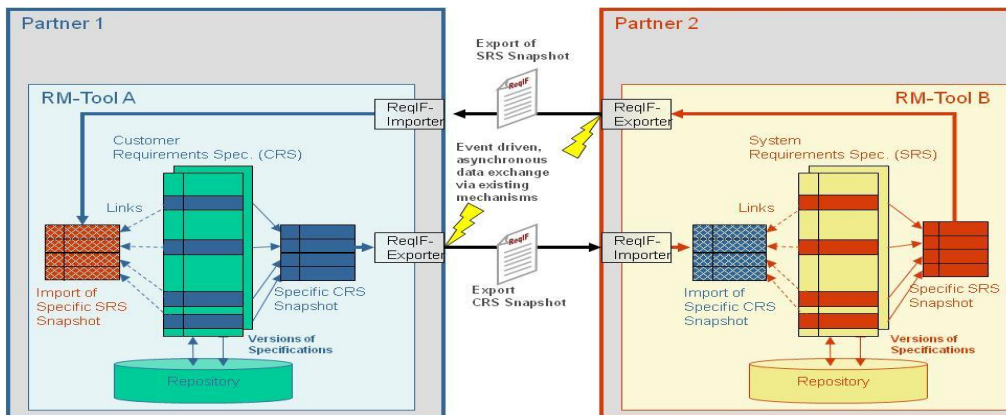 Partner 1
RM-Tool A
ReqIF-
Importer
Customer
Requirements Spec. (CRS)
Links
Import of
Specific SRS
Snapshot
Specific CRS
Snapshot
Versions of
Specifications
Repository
ReqIF-
Exporter
Export of
SRS Snapshot
ReqIF
Event driven,
asynchronous
data exchange
via existing
mechanisms
ReqIF
Export
CRS Snapshot
Partner 2
RM-Tool B
ReqIF-
Exporter
System
Requirements Spec. (SRS)
Links
ReqIF-
Importer
Import of
Specific CRS
Snapshot
Specific SRS
Snapshot
Versions of
Specifications
Repository